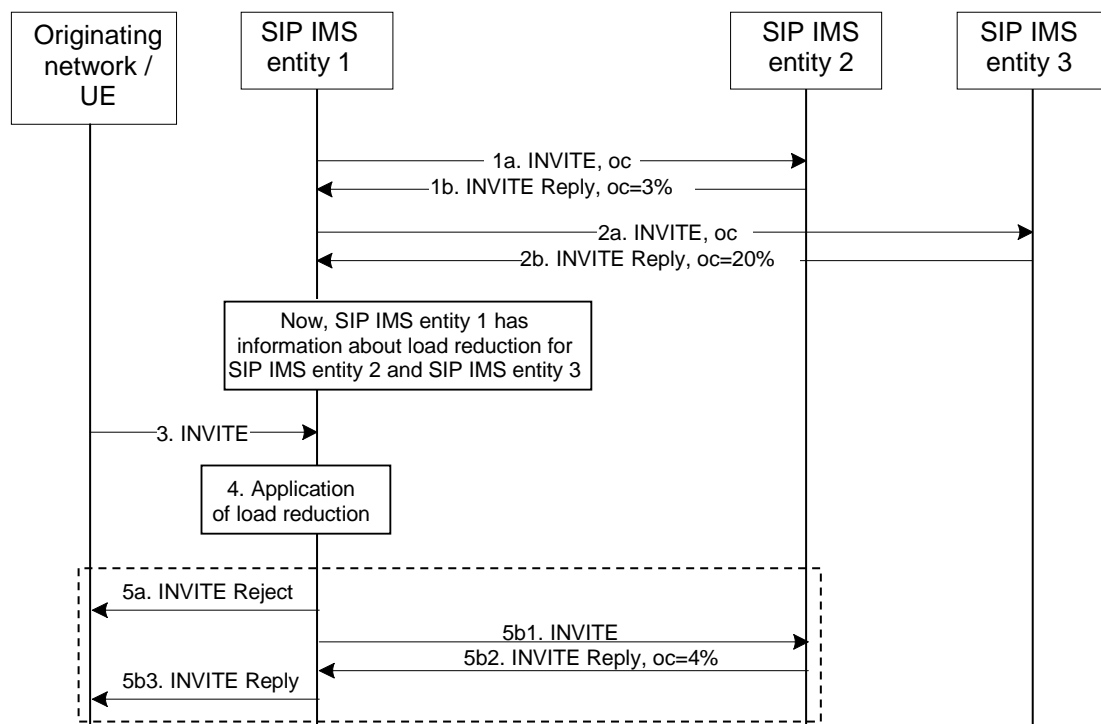 Originating
network /
UE
SIP IMS
entity 1
SIP IMS
entity 2
SIP IMS
entity 3
1a. INVITE, oc
1b. INVITE Reply, oc=3%
2a. INVITE, oc
2b. INVITE Reply, oc=20%
Now, SIP IMS entity 1 has
information about load reduction for
SIP IMS entity 2 and SIP IMS entity 3
3. INVITE
4. Application
of load reduction
5a. INVITE Reject
5b1. INVITE
5b2. INVITE Reply, oc=4%
5b3. INVITE Reply